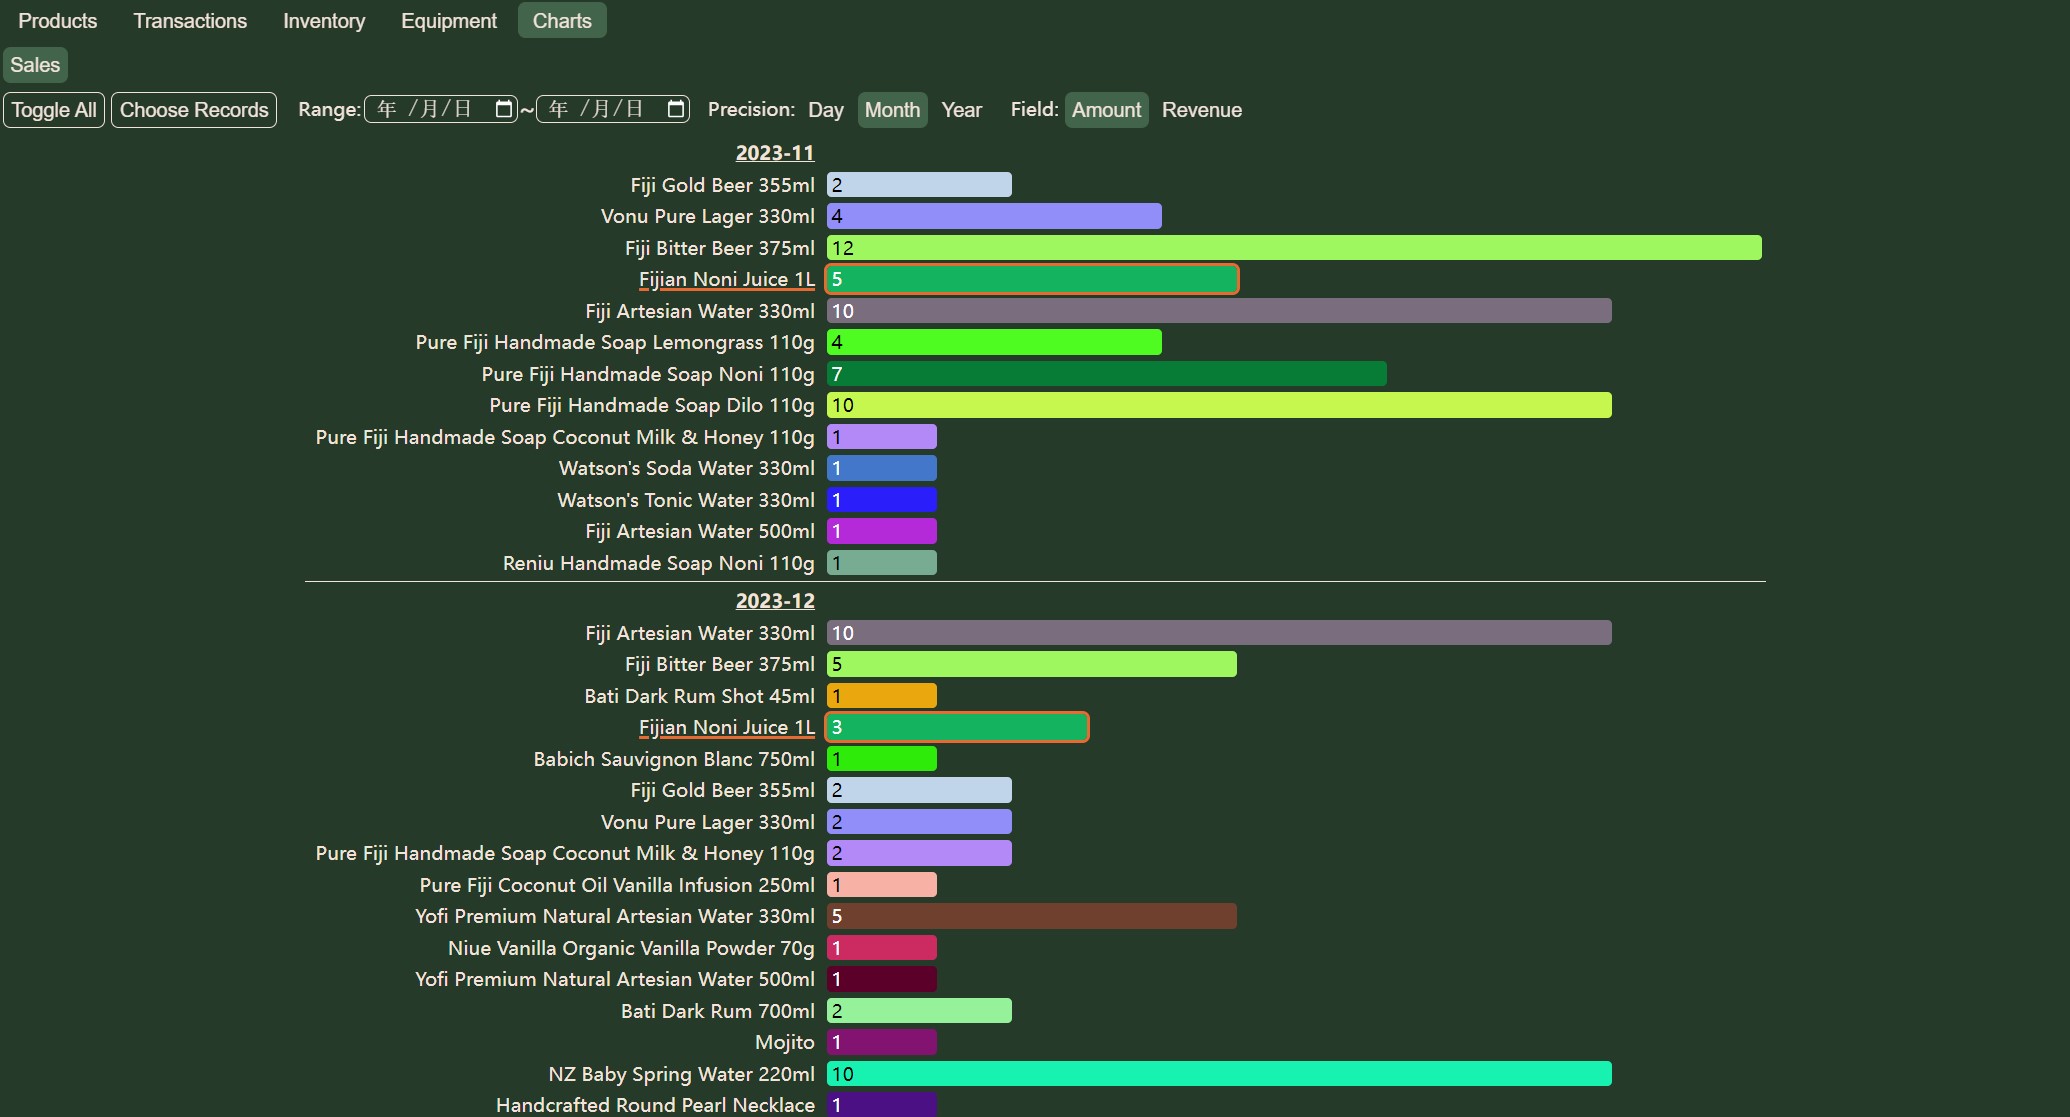 Products Transactions Inventory Equipment Charts
Sales
Toggle All Choose Records Range: 年 /月/日 ~ 年 /月/日 Precision: Day Month Year Field: Amount Revenue
2023-11
Fiji Gold Beer 355ml 2
Vonu Pure Lager 330ml 4
Fiji Bitter Beer 375ml 12
Fijian Noni Juice 1L 5
Fiji Artesian Water 330ml 10
Pure Fiji Handmade Soap Lemongrass 110g 4
Pure Fiji Handmade Soap Noni 110g 7
Pure Fiji Handmade Soap Dilo 110g 10
Pure Fiji Handmade Soap Coconut Milk & Honey 110g 1
Watson's Soda Water 330ml 1
Watson's Tonic Water 330ml 1
Fiji Artesian Water 500ml 1
Reniu Handmade Soap Noni 110g 1
2023-12
Fiji Artesian Water 330ml 10
Fiji Bitter Beer 375ml 5
Bati Dark Rum Shot 45ml 1
Fijian Noni Juice 1L 3
Babich Sauvignon Blanc 750ml 1
Fiji Gold Beer 355ml 2
Vonu Pure Lager 330ml 2
Pure Fiji Handmade Soap Coconut Milk & Honey 110g 2
Pure Fiji Coconut Oil Vanilla Infusion 250ml 1
Yofi Premium Natural Artesian Water 330ml 5
Niue Vanilla Organic Vanilla Powder 70g 1
Yofi Premium Natural Artesian Water 500ml 1
Bati Dark Rum 700ml 2
Mojito 1
NZ Baby Spring Water 220ml 10
Handcrafted Round Pearl Necklace 1